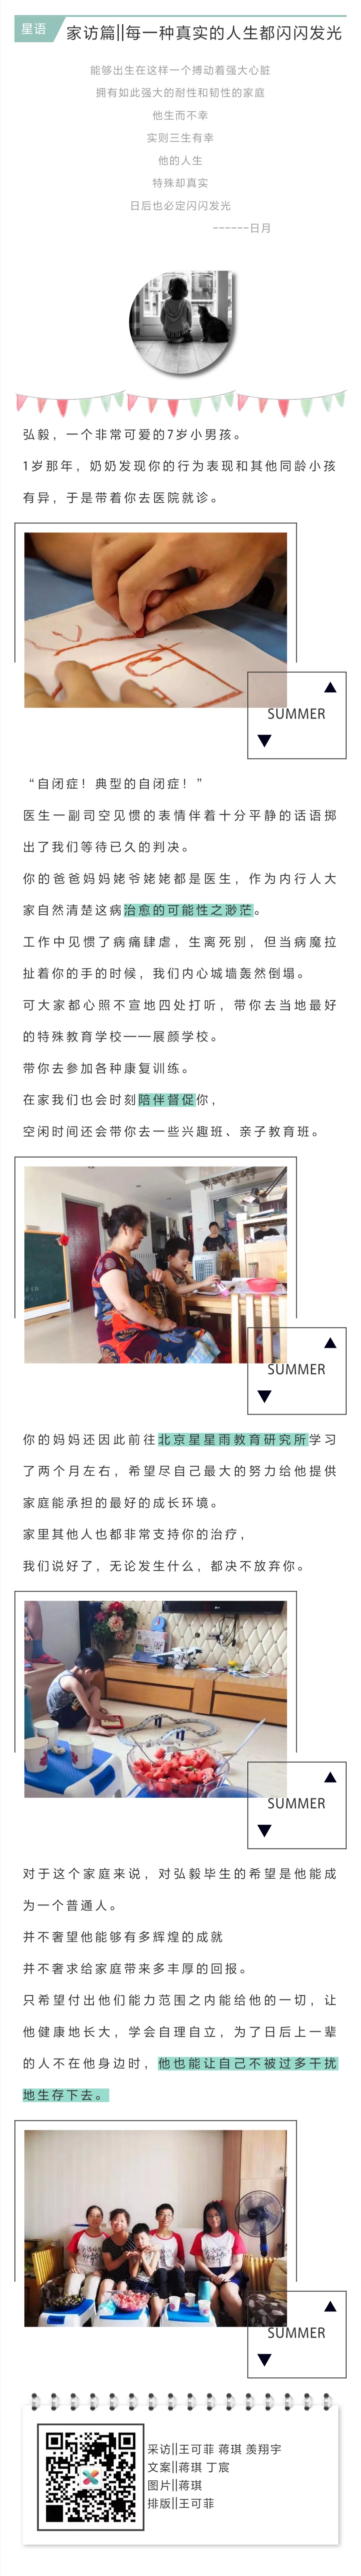 星语
家访篇||每一种真实的人生都闪闪发光
能够出生在这样一个搏动着强大心脏
拥有如此强大的耐性和韧性的家庭
他生而不幸
实则三生有幸
他的人生
特殊却真实
日后也必定闪闪发光
------日月
弘毅，一个非常可爱的7岁小男孩。
1岁那年，奶奶发现你的行为表现和其他同龄小孩
有异，于是带着你去医院就诊。
SUMMER
“自闭症！典型的自闭症！”
医生一副司空见惯的表情伴着十分平静的话语掷
出了我们等待已久的判决。
你的爸爸妈妈姥爷姥姥都是医生，作为内行人大
家自然清楚这病治愈的可能性之渺茫。
工作中见惯了病痛肆虐，生离死别，但当病魔拉
扯着你的手的时候，我们内心城墙轰然倒塌。
可大家都心照不宣地四处打听，带你去当地最好
的特殊教育学校——展颜学校。
带你去参加各种康复训练。
在家我们也会时刻陪伴督促你，
空闲时间还会带你去一些兴趣班、亲子教育班。
SUMMER
你的妈妈还因此前往北京星星雨教育研究所学习
了两个月左右，希望尽自己最大的努力给他提供
家庭能承担的最好的成长环境。
家里其他人也都非常支持你的治疗，
我们说好了，无论发生什么，都决不放弃你。
SUMMER
对于这个家庭来说，对弘毅毕生的希望是他能成
为一个普通人。
并不奢望他能够有多辉煌的成就
并不奢求给家庭带来多丰厚的回报。
只希望付出他们能力范围之内能给他的一切，让
他健康地长大，学会自理自立，为了日后上一辈
的人不在他身边时，他也能让自己不被过多干扰
地生存下去。
SUMMER
采访||王可菲 蒋琪 羡翔宇
文案||蒋琪 丁宸
图片||蒋琪
排版||王可菲